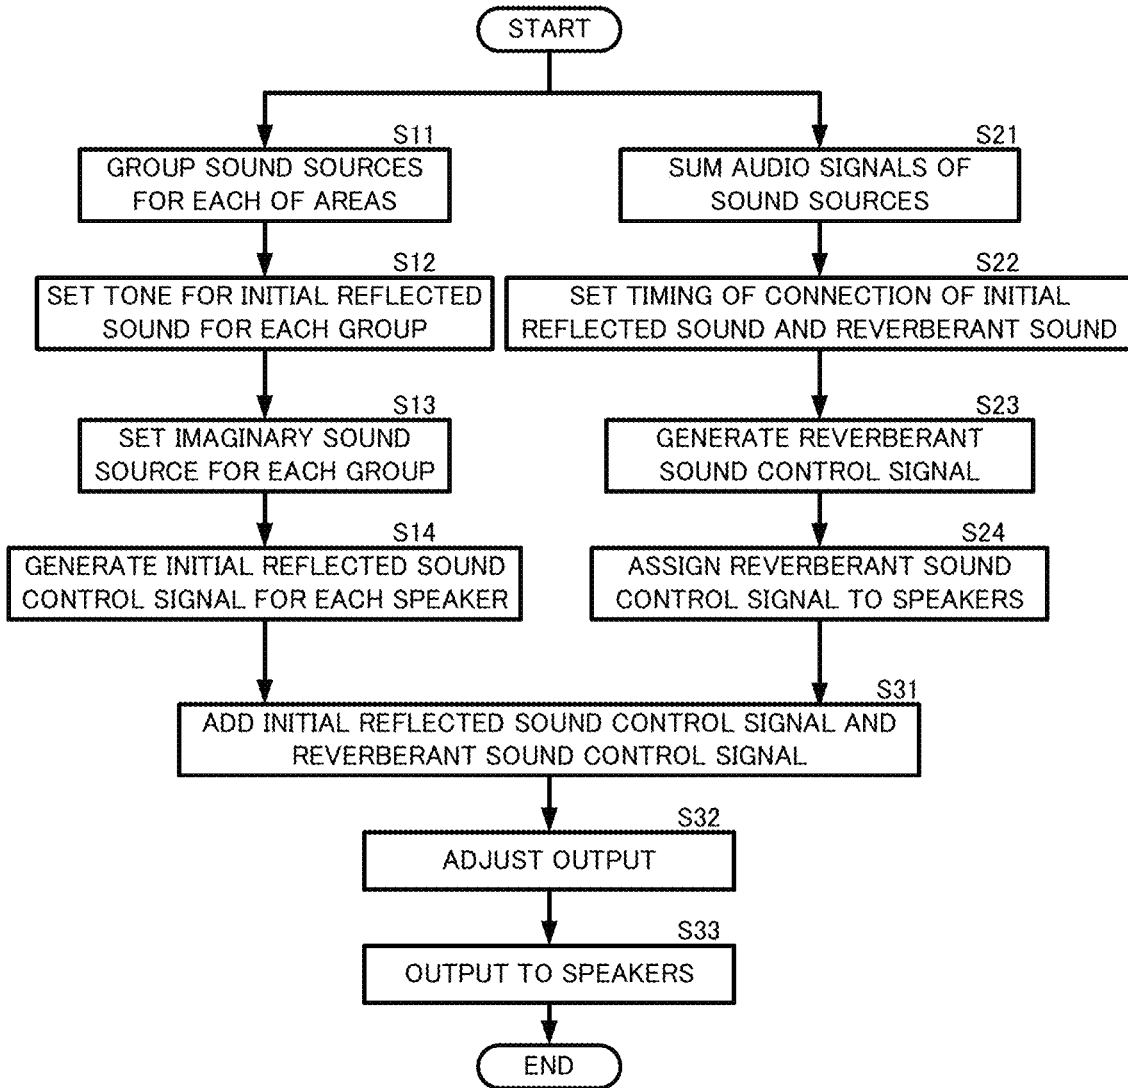 START
S11
GROUP SOUND SOURCES
FOR EACH OF AREAS
S12
SET TONE FOR INITIAL REFLECTED
SOUND FOR EACH GROUP
S13
SET IMAGINARY SOUND
SOURCE FOR EACH GROUP
S14
GENERATE INITIAL REFLECTED SOUND
CONTROL SIGNAL FOR EACH SPEAKER
S21
SUM AUDIO SIGNALS OF
SOUND SOURCES
S22
SET TIMING OF CONNECTION OF INITIAL
REFLECTED SOUND AND REVERBERANT SOUND
S23
GENERATE REVERBERANT
SOUND CONTROL SIGNAL
S24
ASSIGN REVERBERANT SOUND
CONTROL SIGNAL TO SPEAKERS
S31
ADD INITIAL REFLECTED SOUND CONTROL SIGNAL AND
REVERBERANT SOUND CONTROL SIGNAL
S32
ADJUST OUTPUT
S33
OUTPUT TO SPEAKERS
END